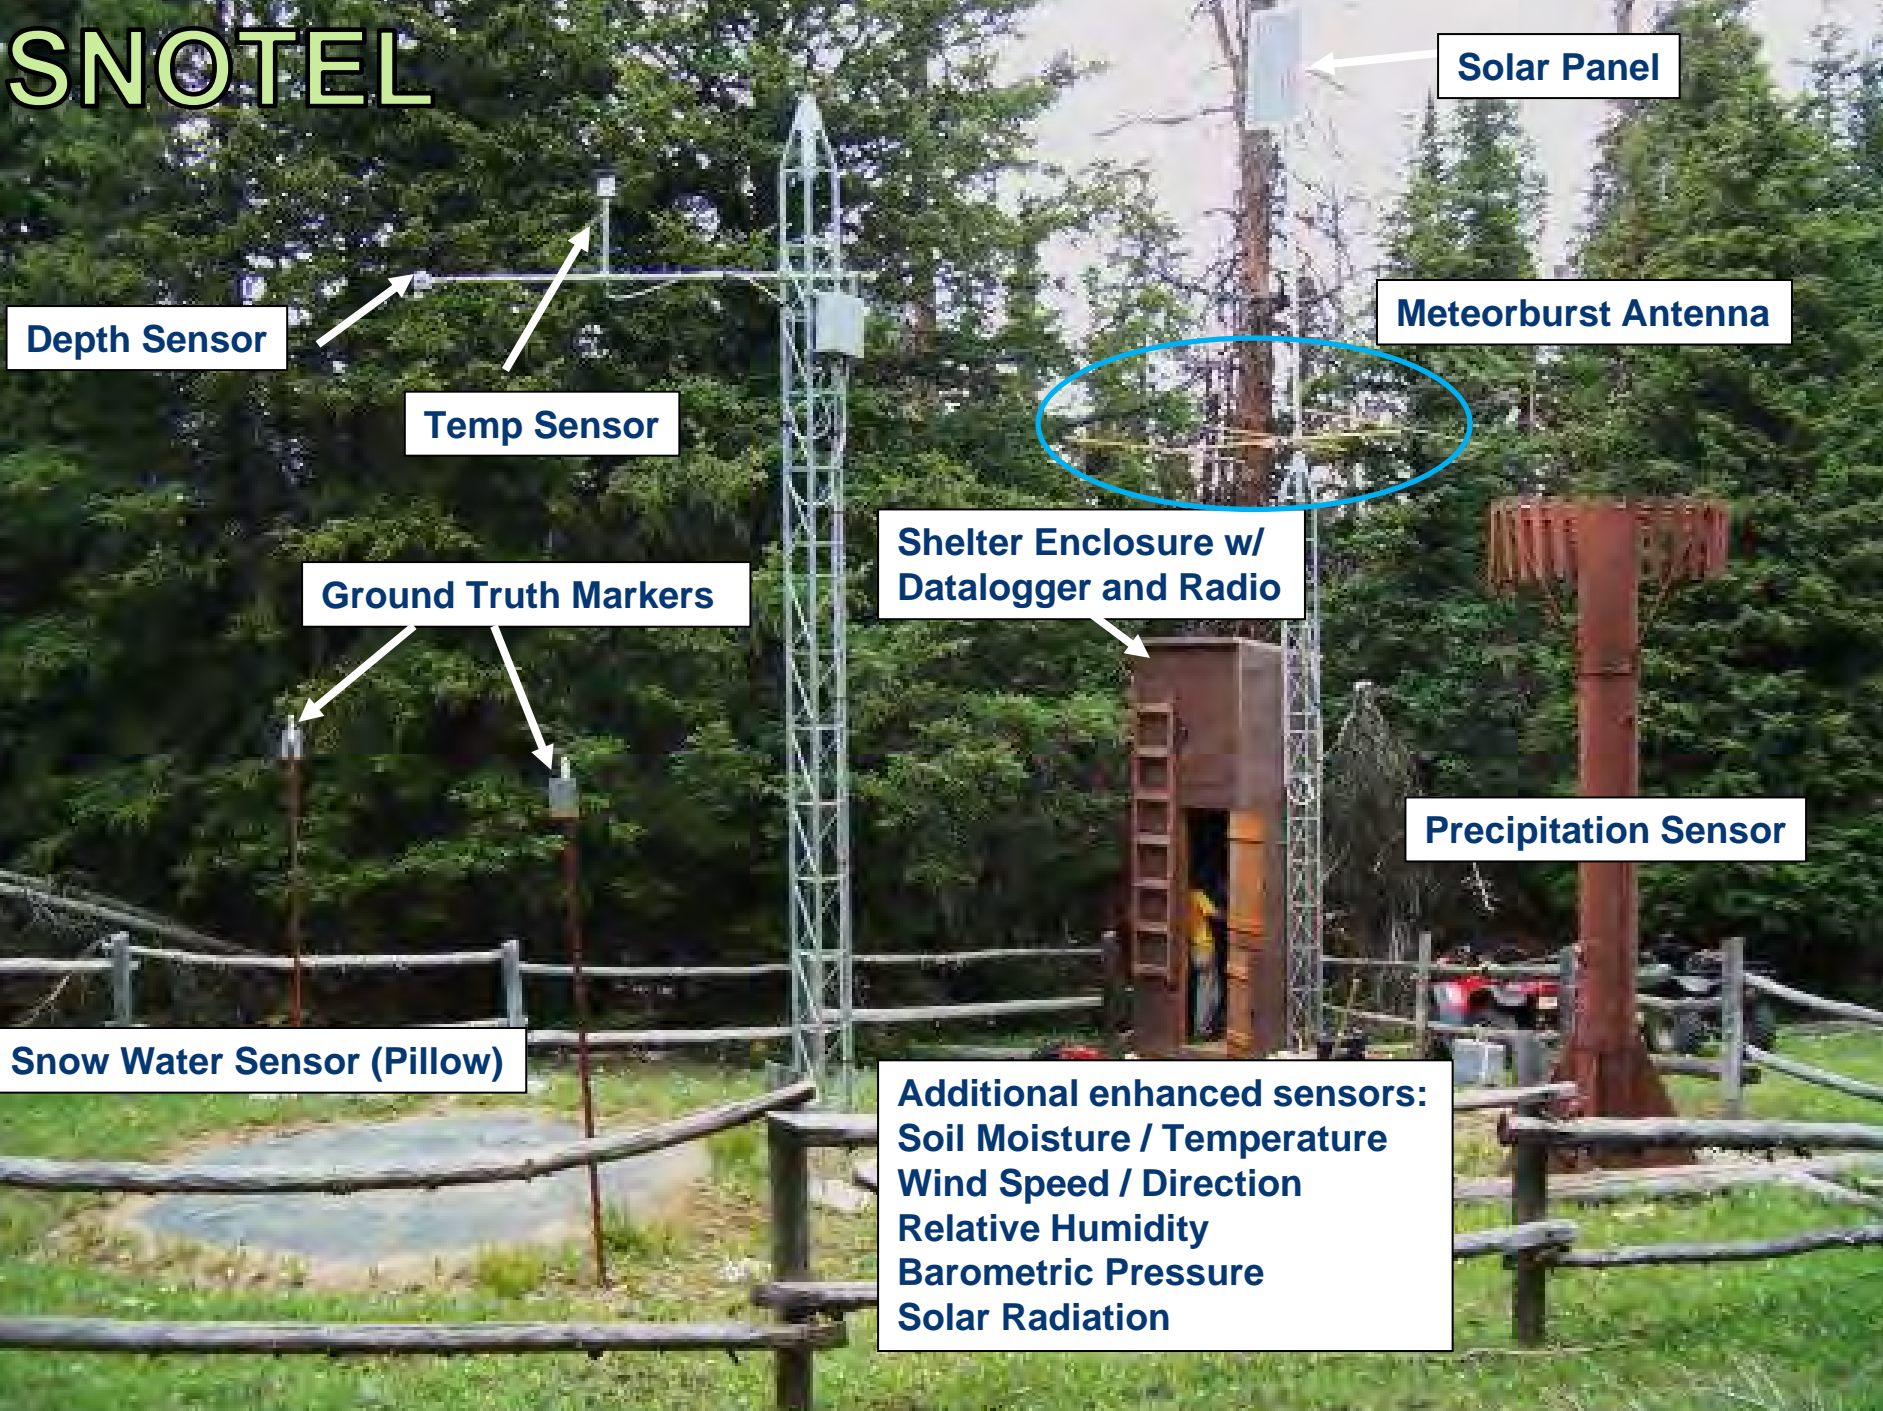 SNOTEL
Solar Panel
Meteorburst Antenna
Depth Sensor
Temp Sensor
Shelter Enclosure w/
Datalogger and Radio
Ground Truth Markers
Precipitation Sensor
Snow Water Sensor (Pillow)
Additional enhanced sensors:
Soil Moisture / Temperature
Wind Speed / Direction
Relative Humidity
Barometric Pressure
Solar Radiation